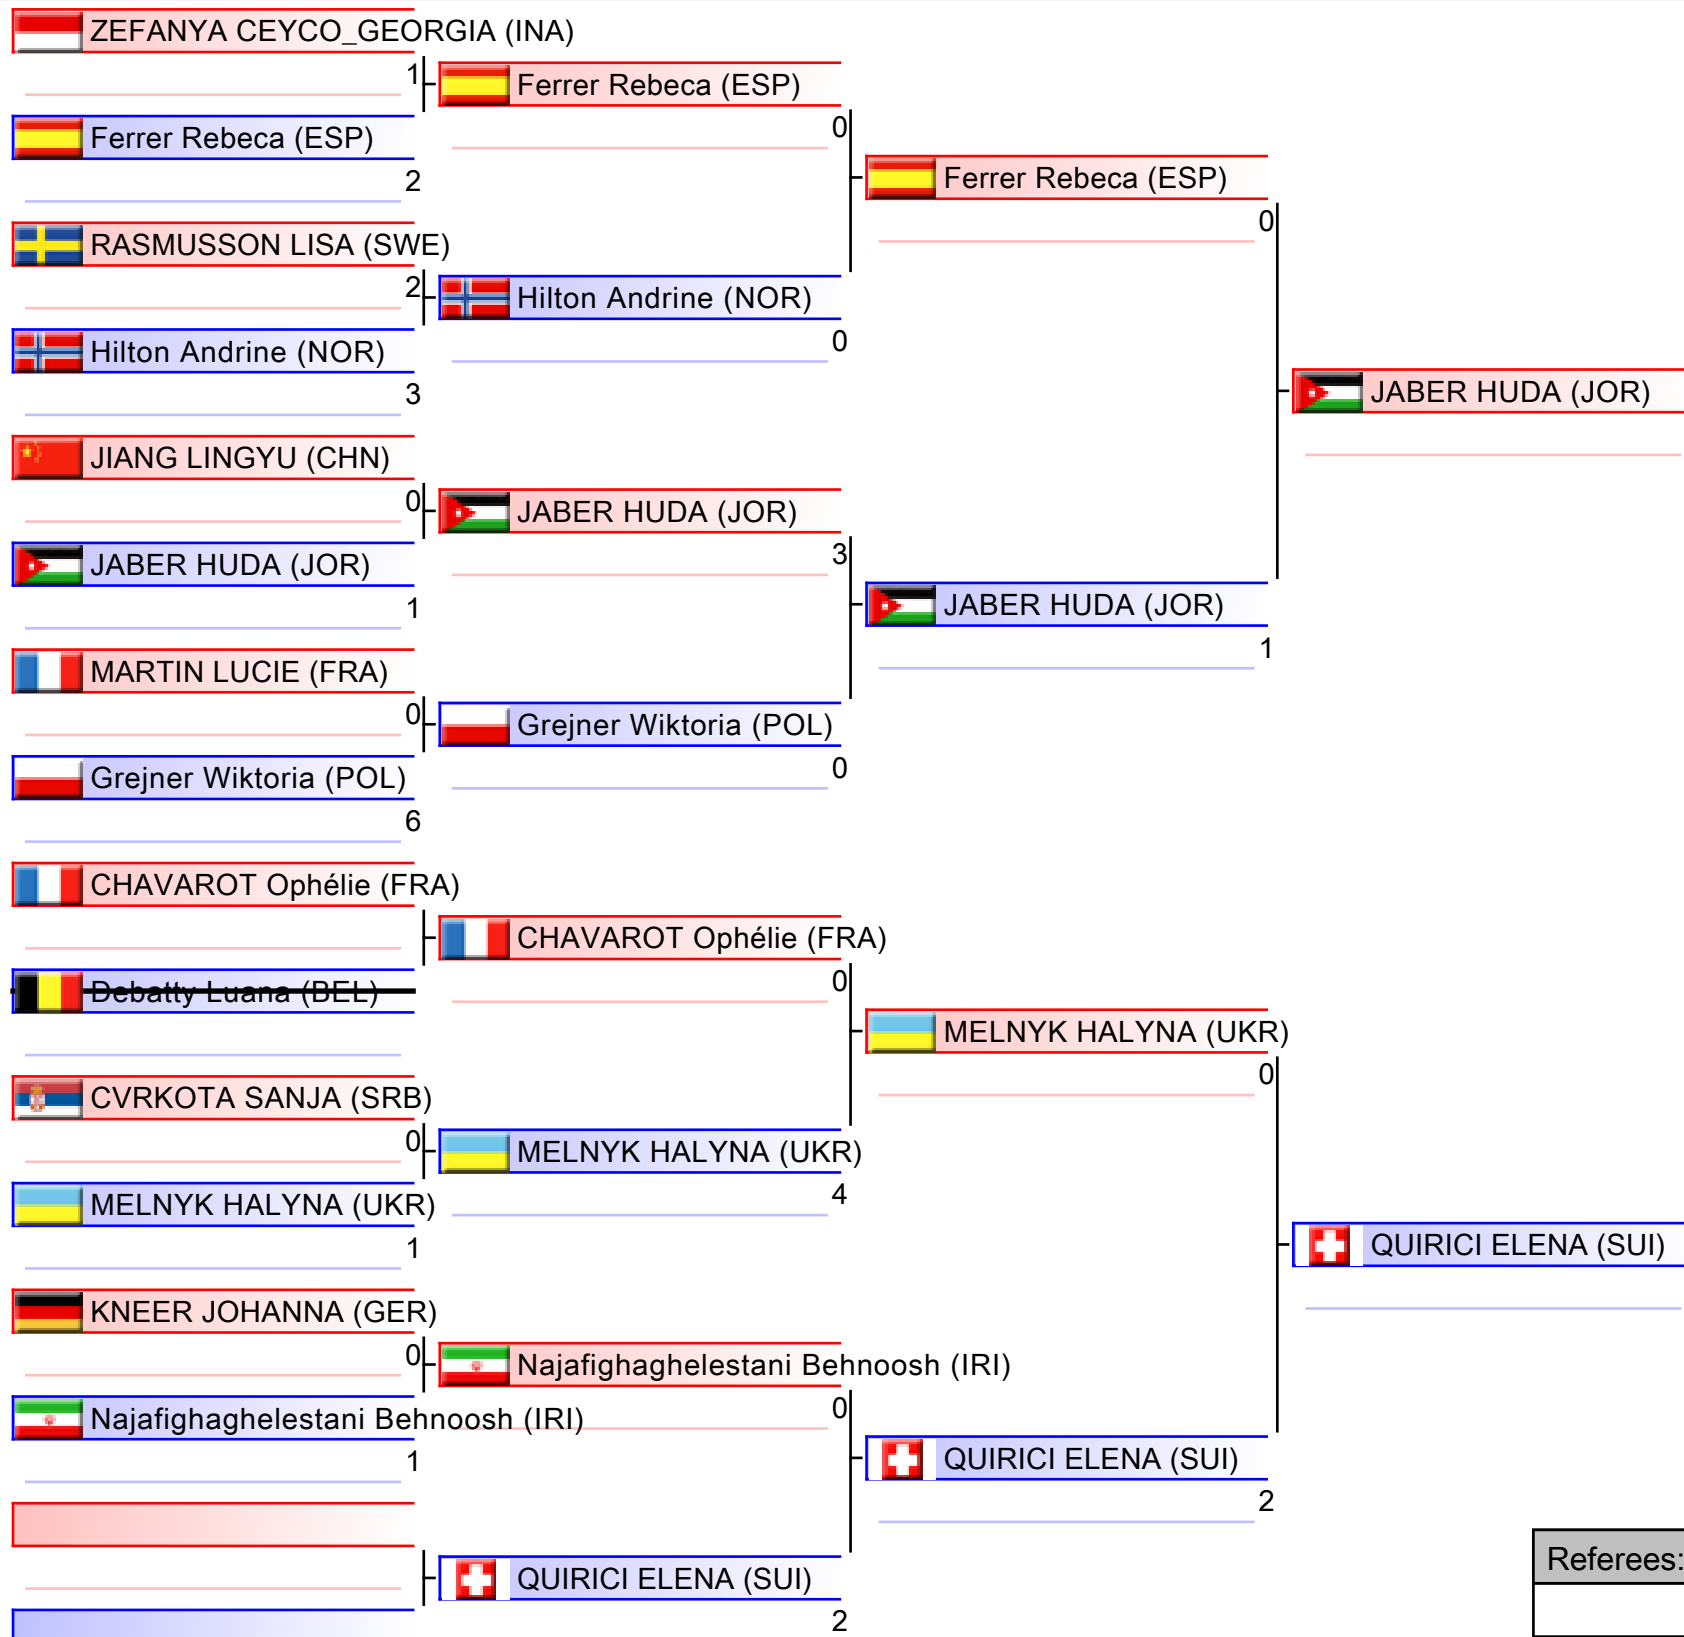 ZEFANYA CEYCO_GEORGIA (INA)
1
Ferrer Rebeca (ESP)
2
RASMUSSON LISA (SWE)
2
Hilton Andrine (NOR)
3
JIANG LINGYU (CHN)
0
JABER HUDA (JOR)
1
MARTIN LUCIE (FRA)
0
Grejner Wiktoria (POL)
6
CHAVAROT Ophélie (FRA)
Debatty Luana (BEL)
CVRKOTA SANJA (SRB)
0
MELNYK HALYNA (UKR)
1
KNEER JOHANNA (GER)
0
Najafighaghelestani Behnoosh (IRI)
1
Ferrer Rebeca (ESP)
0
Hilton Andrine (NOR)
0
JABER HUDA (JOR)
3
Grejner Wiktoria (POL)
0
CHAVAROT Ophélie (FRA)
0
MELNYK HALYNA (UKR)
4
Najafighaghelestani Behnoosh (IRI)
0
QUIRICI ELENA (SUI)
2
Ferrer Rebeca (ESP)
0
JABER HUDA (JOR)
1
MELNYK HALYNA (UKR)
0
QUIRICI ELENA (SUI)
2
JABER HUDA (JOR)
QUIRICI ELENA (SUI)
Referees: